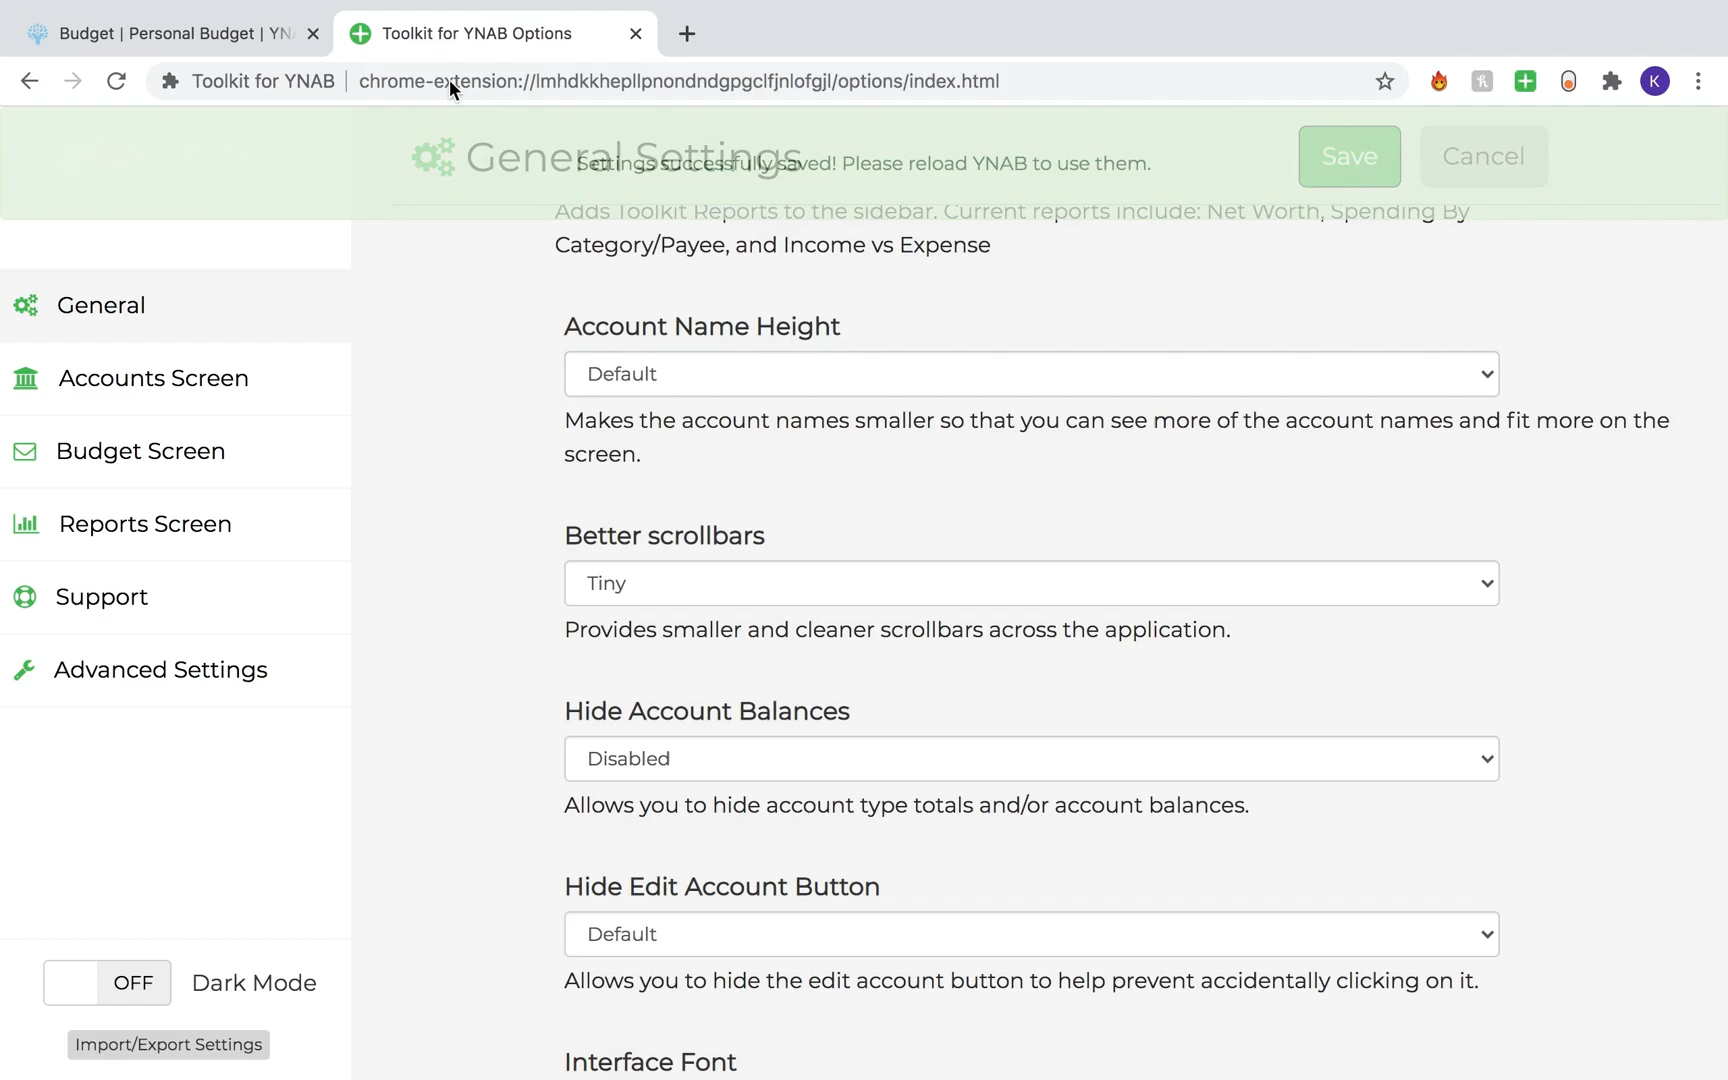 Budget | Personal Budget | YN
Toolkit for YNAB Options
Toolkit for YNAB
chrome-extension://lmhdkkhepllpnondndgpgclfjnlofgjl/options/index.html
K
General Settings
Settings successfully saved! Please reload YNAB to use them.
Save
Cancel
Adds Toolkit Reports to the sidebar. Current reports include: Net Worth, Spending By
Category/Payee, and Income vs Expense
General
Accounts Screen
Budget Screen
Reports Screen
Support
Advanced Settings
Account Name Height
Default
Makes the account names smaller so that you can see more of the account names and fit more on the
screen.
Better scrollbars
Tiny
Provides smaller and cleaner scrollbars across the application.
Hide Account Balances
Disabled
Allows you to hide account type totals and/or account balances.
Hide Edit Account Button
Default
Allows you to hide the edit account button to help prevent accidentally clicking on it.
Interface Font
OFF
Dark Mode
Import/Export Settings